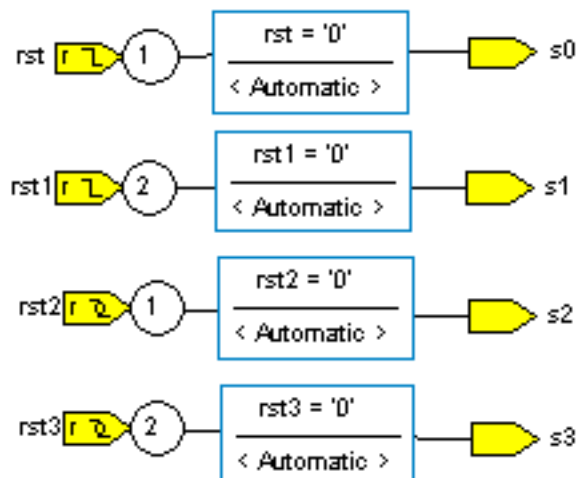 rst r 1 rst = '0' s0
< Automatic >
rst1 r 2 rst1 = '0' s1
< Automatic >
rst2 r 1 rst2 = '0' s2
< Automatic >
rst3 r 2 rst3 = '0' s3
< Automatic >